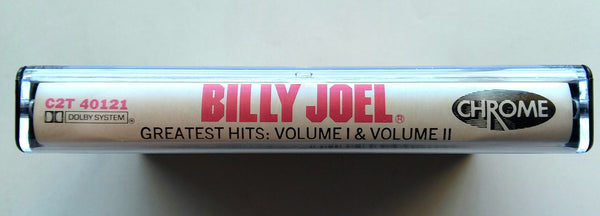 C2T 40121
DOLBY SYSTEM®
BILLY JOEL®
GREATEST HITS: VOLUME I & VOLUME II
CHROME